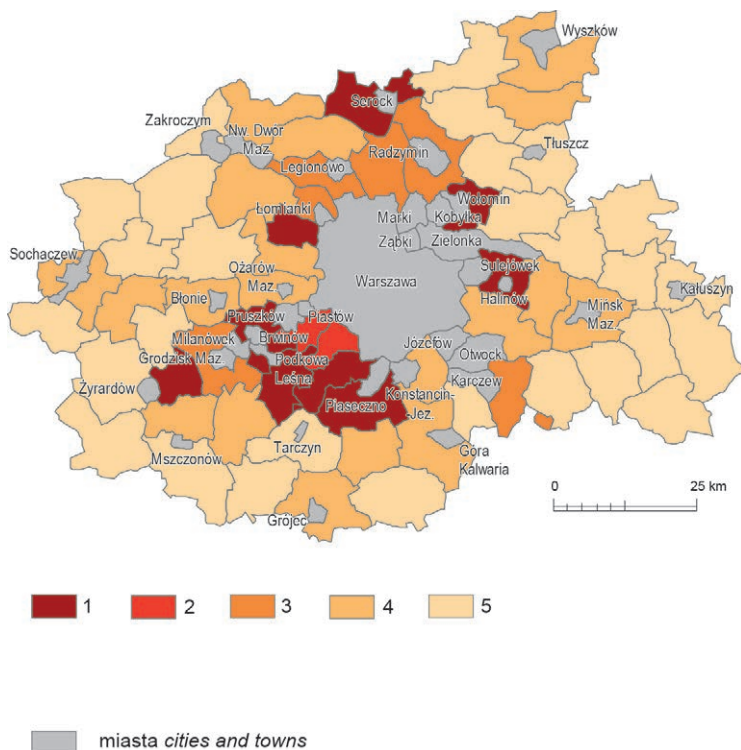 Wyszków
Serock
Zakroczym
Nw. Dwór
Maz.
Tłuszcz
Radzymin
Legionowo
Łomianki
Wołomin
Marki
Kobyłka
Ząbki
Zielonka
Sochaczew
Ożarów
Maz.
Warszawa
Sulejówek
Błonie
Halinów
Kałuszyn
Mińsk
Maz.
Pruszków
Piastów
Milanówek
Brwinów
Józefów
Grodzisk Maz.
Podkowa
Leśna
Otwock
Żyrardów
Karczew
Piaseczno
Konstancin-
Jez.
Mszczonów
Tarczyn
Góra
Kalwaria
Grójec
0 25 km
1 2 3 4 5
miasta cities and towns